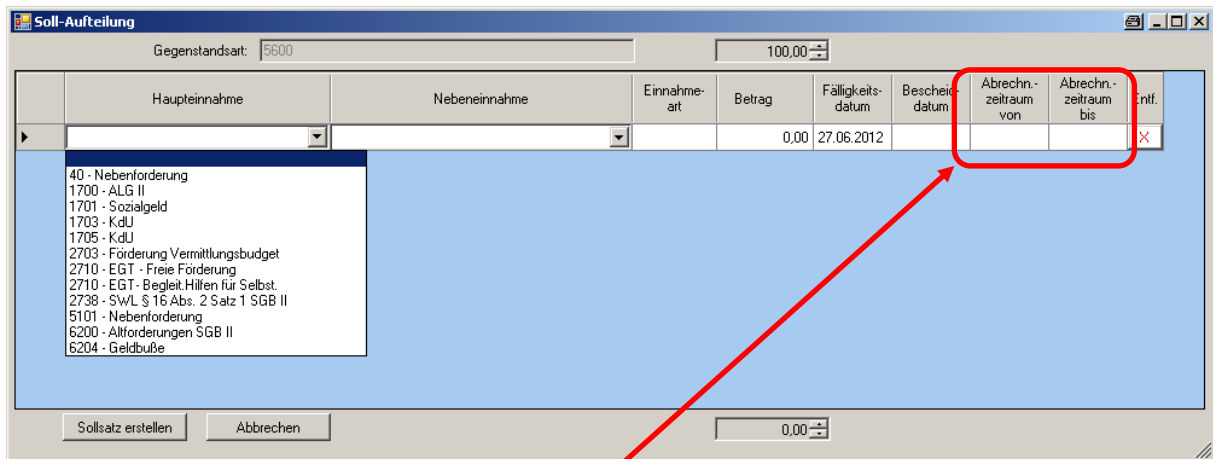 Soll-Aufteilung
Gegenstandsart: 5600 100,00
Haupteinnahme Nebeneinnahme Einnahme-art Betrag Fälligkeits-datum Bescheid-datum Abrechn.-zeitraum von Abrechn.-zeitraum bis Entf.
0,00 27.06.2012 X
40 - Nebenforderung
1700 - ALG II
1701 - Sozialgeld
1703 - KdU
1705 - KdU
2703 - Förderung Vermittlungsbudget
2710 - EGT - Freie Förderung
2710 - EGT- Begleit.Hilfen für Selbst.
2738 - SWL § 16 Abs. 2 Satz 1 SGB II
5101 - Nebenforderung
6200 - Altforderungen SGB II
6204 - Geldbuße
Sollsatz erstellen Abbrechen 0,00